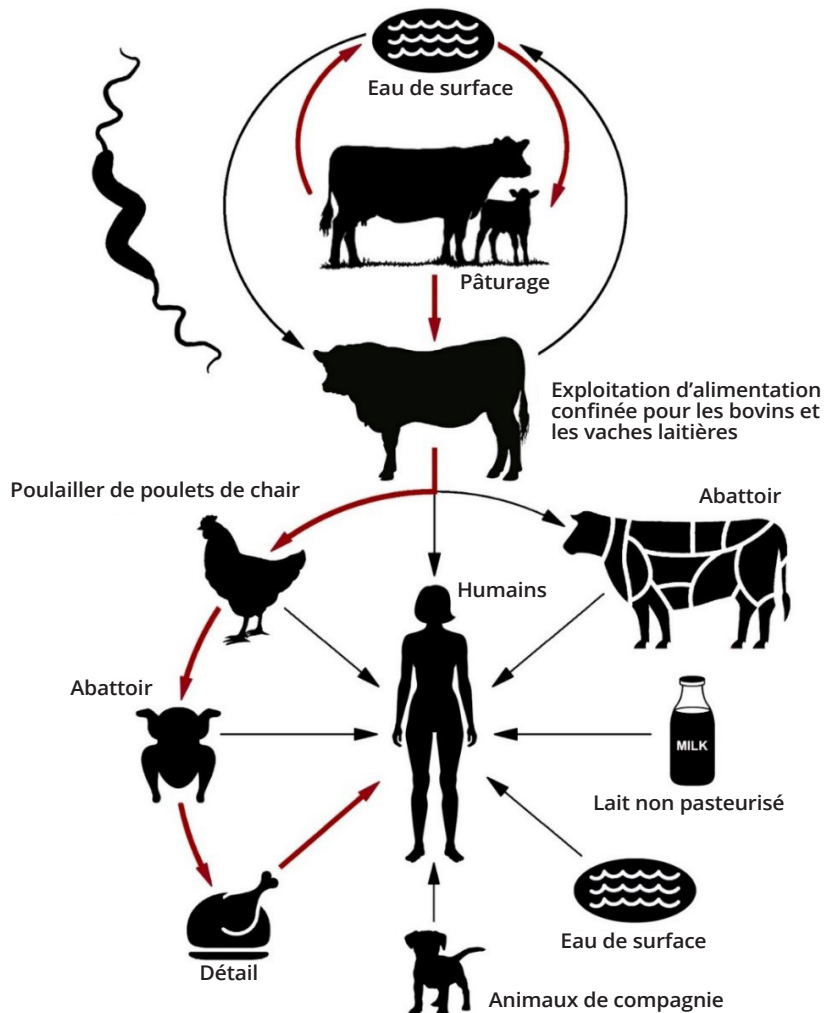 Eau de surface
Pâturage
Exploitation d’alimentation
confinée pour les bovins et
les vaches laitières
Poulailler de poulets de chair
Abattoir
Humains
Abattoir
MILK
Lait non pasteurisé
Eau de surface
Détail
Animaux de compagnie